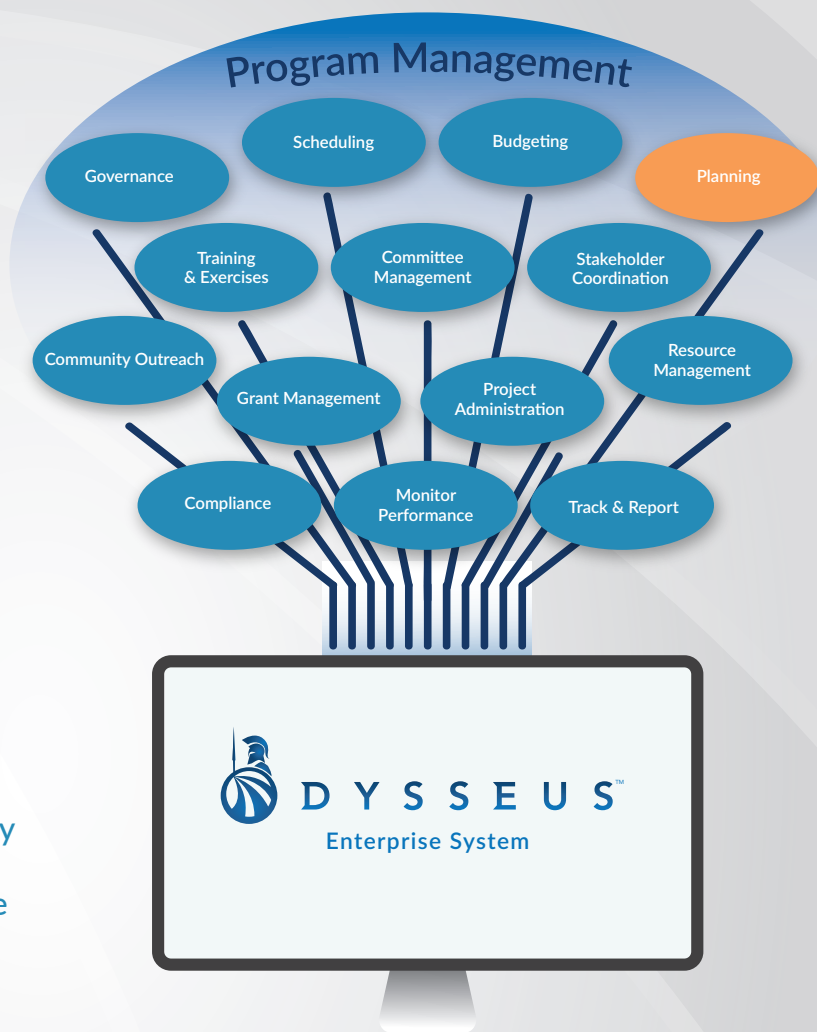 Program Management
Scheduling
Budgeting
Governance
Planning
Training
& Exercises
Committee
Management
Stakeholder
Coordination
Community Outreach
Resource
Management
Grant Management
Project
Administration
Compliance
Monitor
Performance
Track & Report
DYSSEUS™
Enterprise System
y
e